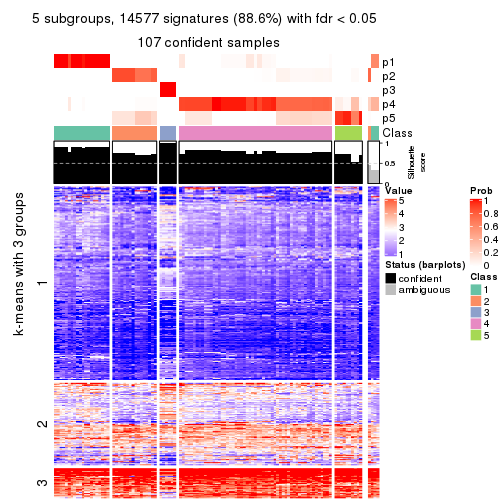 5 subgroups, 14577 signatures (88.6%) with fdr < 0.05
107 confident samples
p1
p2
p3
p4
p5
Class
1
0.5
0
Silhouette
score
k-means with 3 groups
1
2
3
Value
5
4
3
2
1
Status (barplots)
confident
ambiguous
Prob
1
0.8
0.6
0.4
0.2
0
Class
1
2
3
4
5